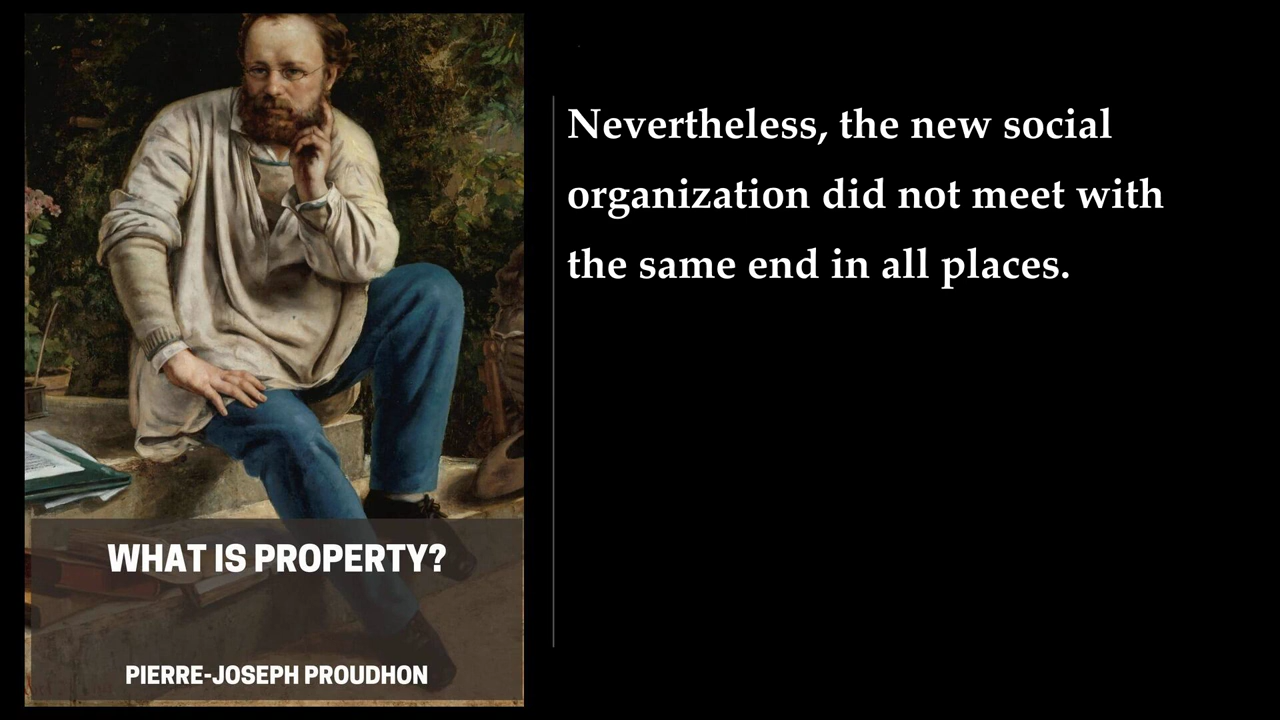 WHAT IS PROPERTY?
PIERRE-JOSEPH PROUDHON
Nevertheless, the new social
organization did not meet with
the same end in all places.